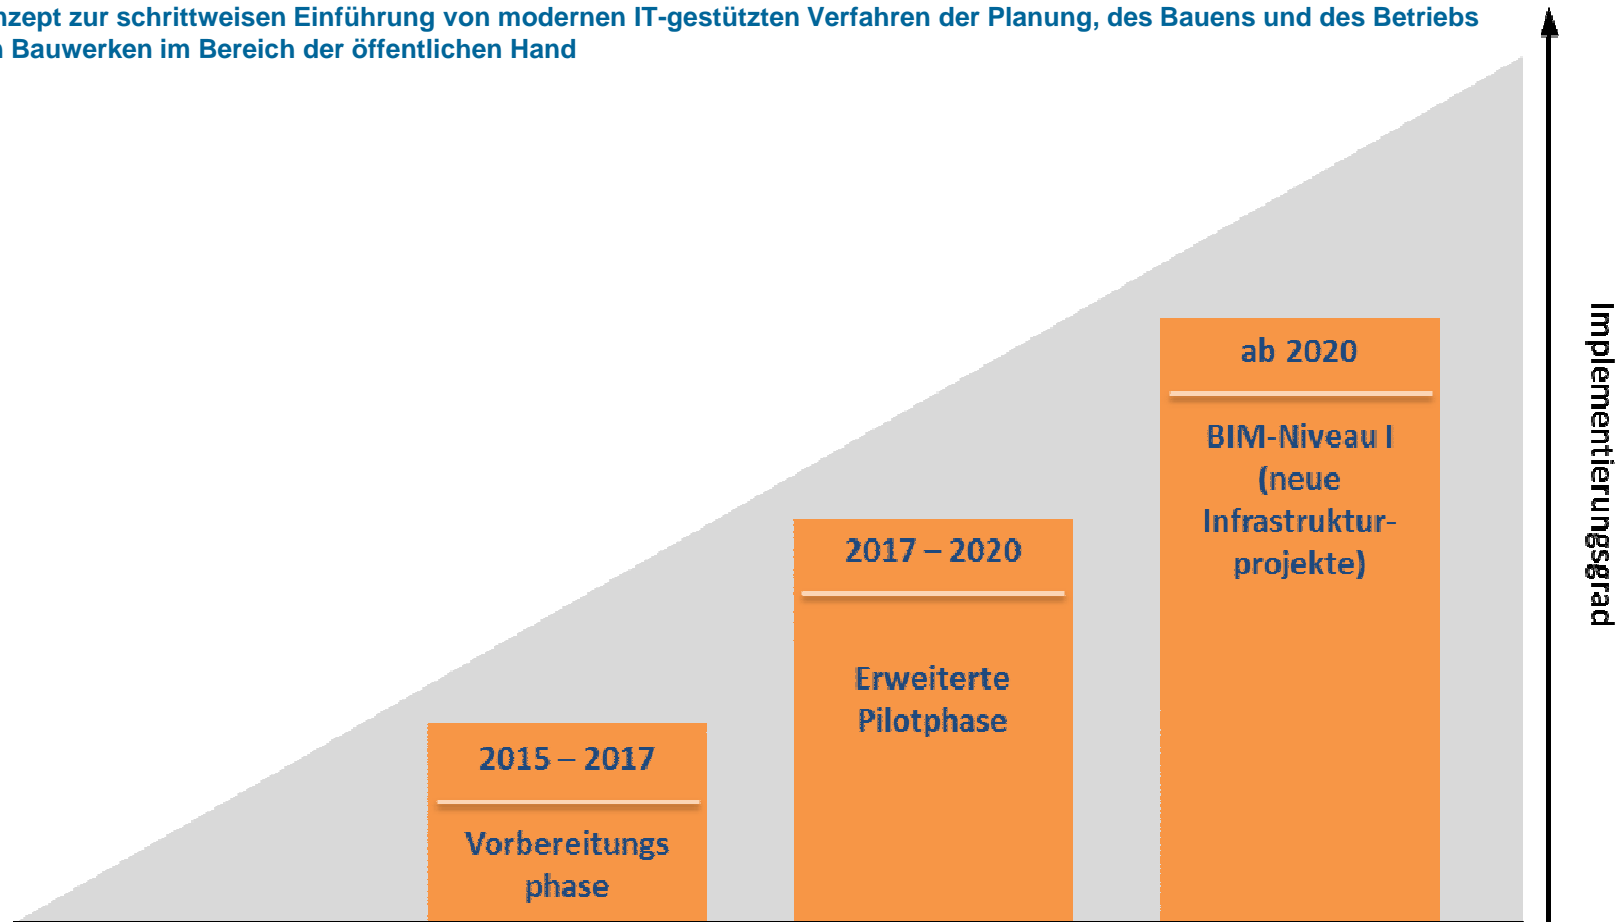 nzept zur schrittweisen Einführung von modernen IT-gestützten Verfahren der Planung, des Bauens und des Betriebs
n Bauwerken im Bereich der öffentlichen Hand
ab 2020
BIM-Niveau I
(neue
Infrastruktur-
projekte)
2017 – 2020
Erweiterte
Pilotphase
2015 – 2017
Vorbereitungs
phase
Implementierungsgrad